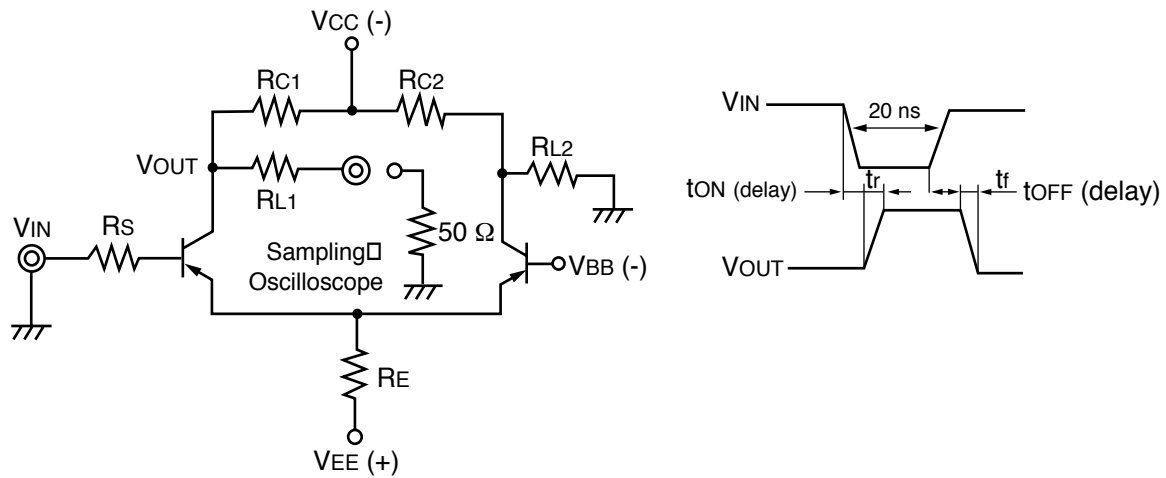 VCC (-)
RC1
RC2
VOUT
RL1
RL2
VIN
RS
50 Ω
Sampling□
Oscilloscope
VBB (-)
RE
VEE (+)
VIN
20 ns
tON (delay)
tr
tf
tOFF (delay)
VOUT